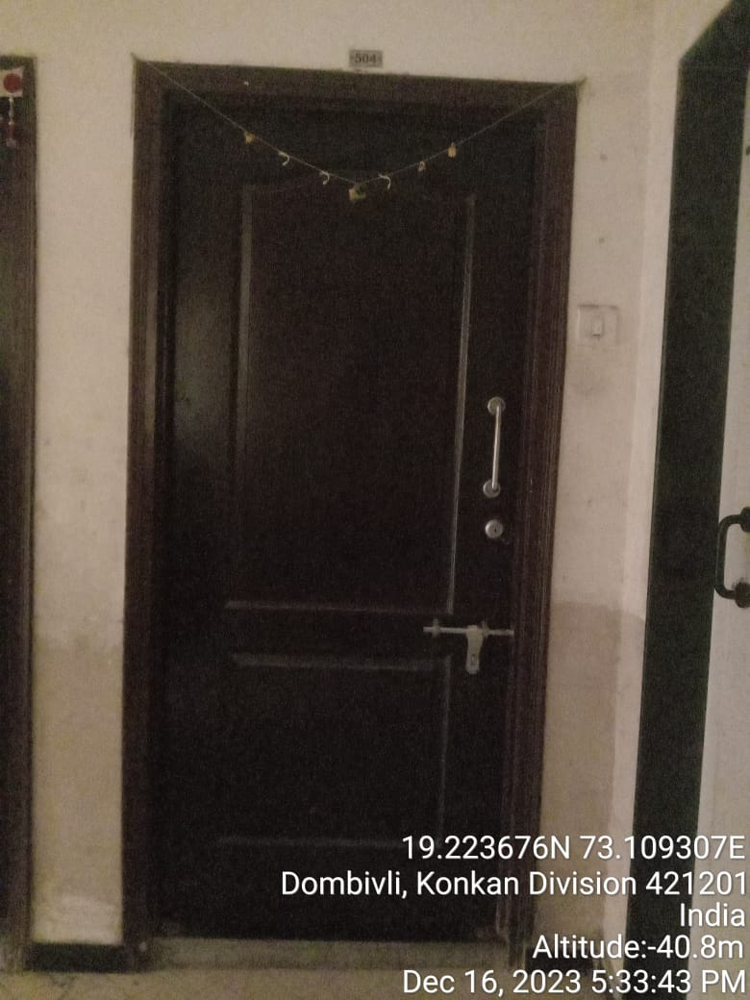 504
19.223676N 73.109307E
Dombivli, Konkan Division 421201
India
Altitude:-40.8m
Dec 16, 2023 5:33:43 PM